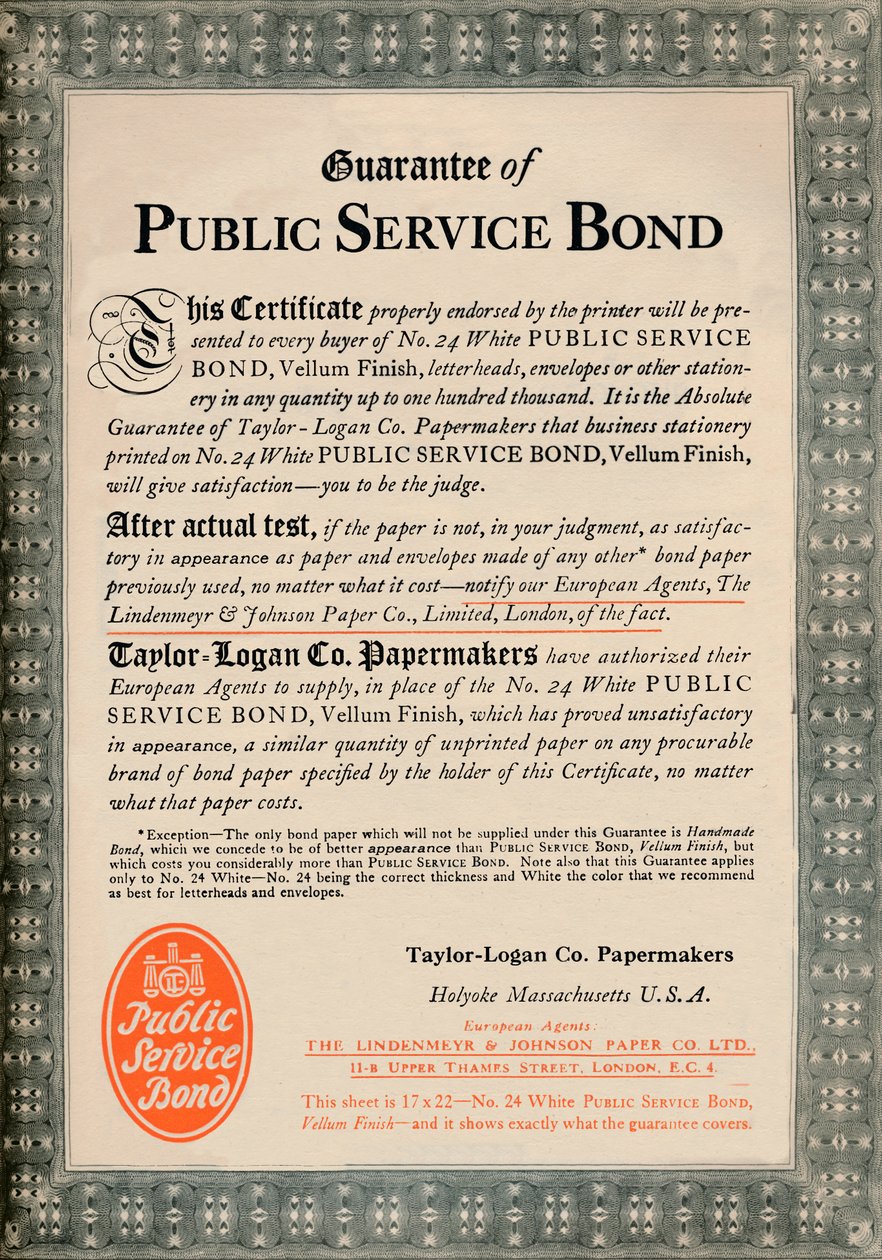 Guarantee of
PUBLIC SERVICE BOND
This Certificate properly endorsed by the printer will be pre-
sented to every buyer of No. 24 White PUBLIC SERVICE
BOND, Vellum Finish, letterheads, envelopes or other station-
ery in any quantity up to one hundred thousand. It is the Absolute
Guarantee of Taylor-Logan Co. Papermakers that business stationery
printed on No. 24 White PUBLIC SERVICE BOND, Vellum Finish,
will give satisfaction—you to be the judge.
After actual test, if the paper is not, in your judgment, as satisfac-
tory in appearance as paper and envelopes made of any other* bond paper
previously used, no matter what it cost—notify our European Agents, The
Lindenmeyr & Johnson Paper Co., Limited, London, of the fact.
Taylor-Logan Co. Papermakers have authorized their
European Agents to supply, in place of the No. 24 White PUBLIC
SERVICE BOND, Vellum Finish, which has proved unsatisfactory
in appearance, a similar quantity of unprinted paper on any procurable
brand of bond paper specified by the holder of this Certificate, no matter
what that paper costs.
*Exception—The only bond paper which will not be supplied under this Guarantee is Handmade
Bond, which we concede to be of better appearance than PUBLIC SERVICE BOND, Vellum Finish, but
which costs you considerably more than PUBLIC SERVICE BOND. Note also that this Guarantee applies
only to No. 24 White—No. 24 being the correct thickness and White the color that we recommend
as best for letterheads and envelopes.
Public
Service
Bond
Taylor-Logan Co. Papermakers
Holyoke Massachusetts U.S.A.
European Agents:
THE LINDENMEYR & JOHNSON PAPER CO. LTD.,
11-B UPPER THAMES STREET, LONDON, E.C. 4.
This sheet is 17 x 22—No. 24 White PUBLIC SERVICE BOND,
Vellum Finish—and it shows exactly what the guarantee covers.